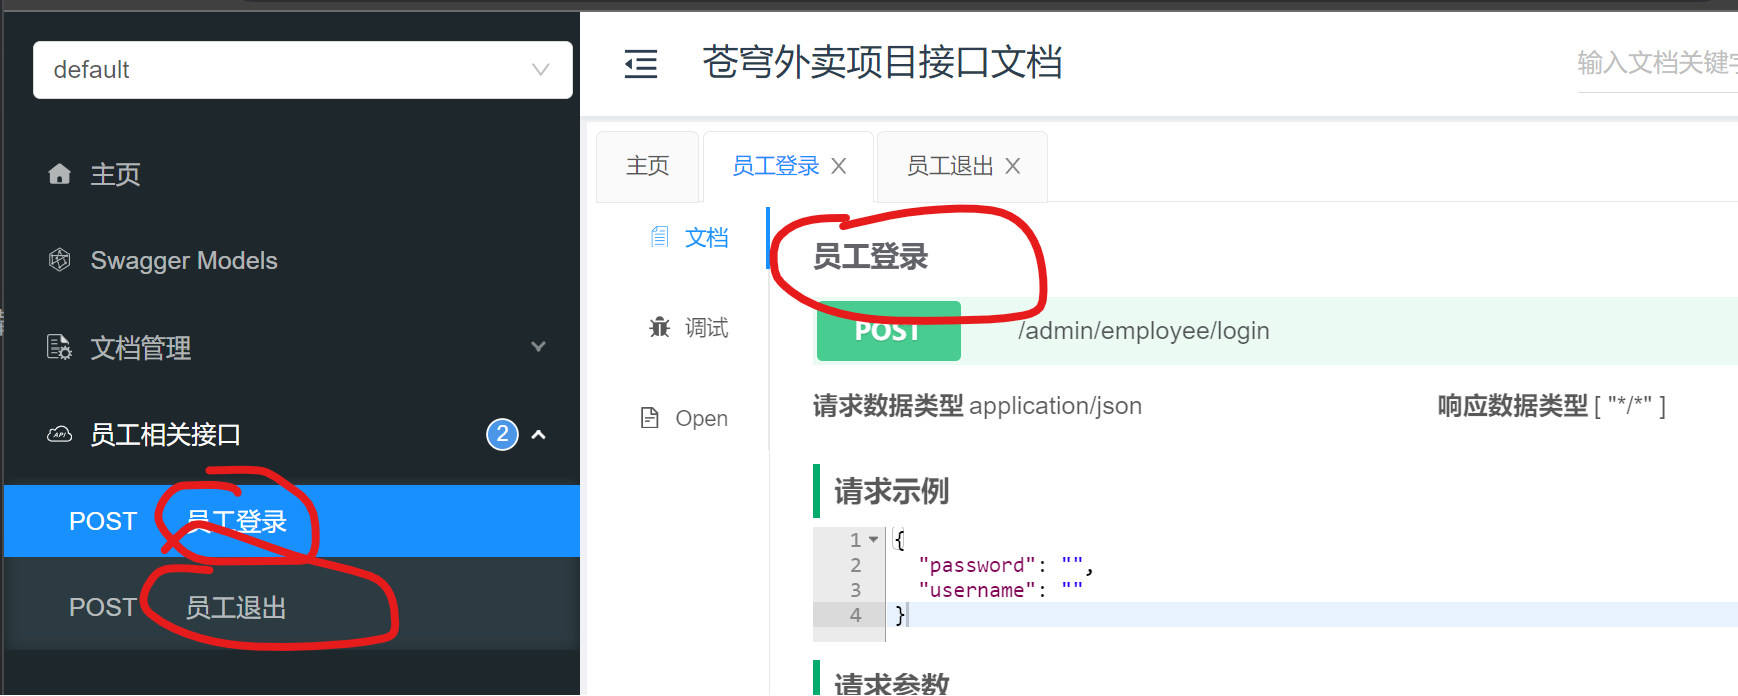 default
苍穹外卖项目接口文档
输入文档关键字
主页
Swagger Models
文档管理
员工相关接口 2
POST 员工登录
POST 员工退出
主页 员工登录 员工退出
文档
调试
Open
员工登录
POST /admin/employee/login
请求数据类型 application/json 响应数据类型 [ "*/*" ]
请求示例
1 {
2 "password": "",
3 "username": ""
4 }
请求参数